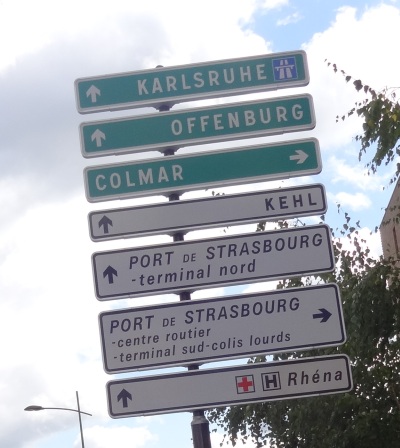 KARLSRUHE
OFFENBURG
COLMAR
KEHL
PORT DE STRASBOURG
-terminal nord
PORT DE STRASBOURG
-centre routier
-terminal sud-colis lourds
H Rhéna